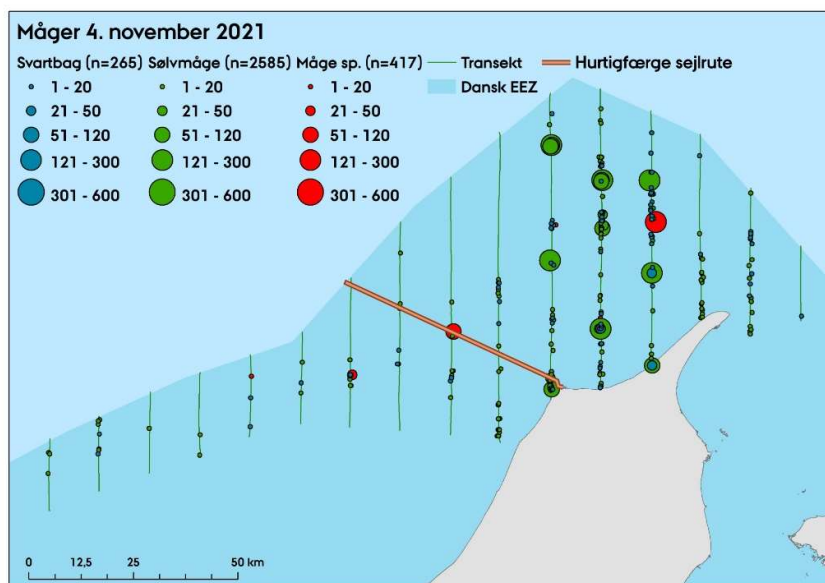 Måger 4. november 2021
Svartbag (n=265) Sølvmåge (n=2585) Måge sp. (n=417) Transekt Hurtigfærge sejlrute
1 - 20 1 - 20 1 - 20 Dansk EEZ
21 - 50 21 - 50 21 - 50
51 - 120 51 - 120 51 - 120
121 - 300 121 - 300 121 - 300
301 - 600 301 - 600 301 - 600
0 12,5 25 50 km